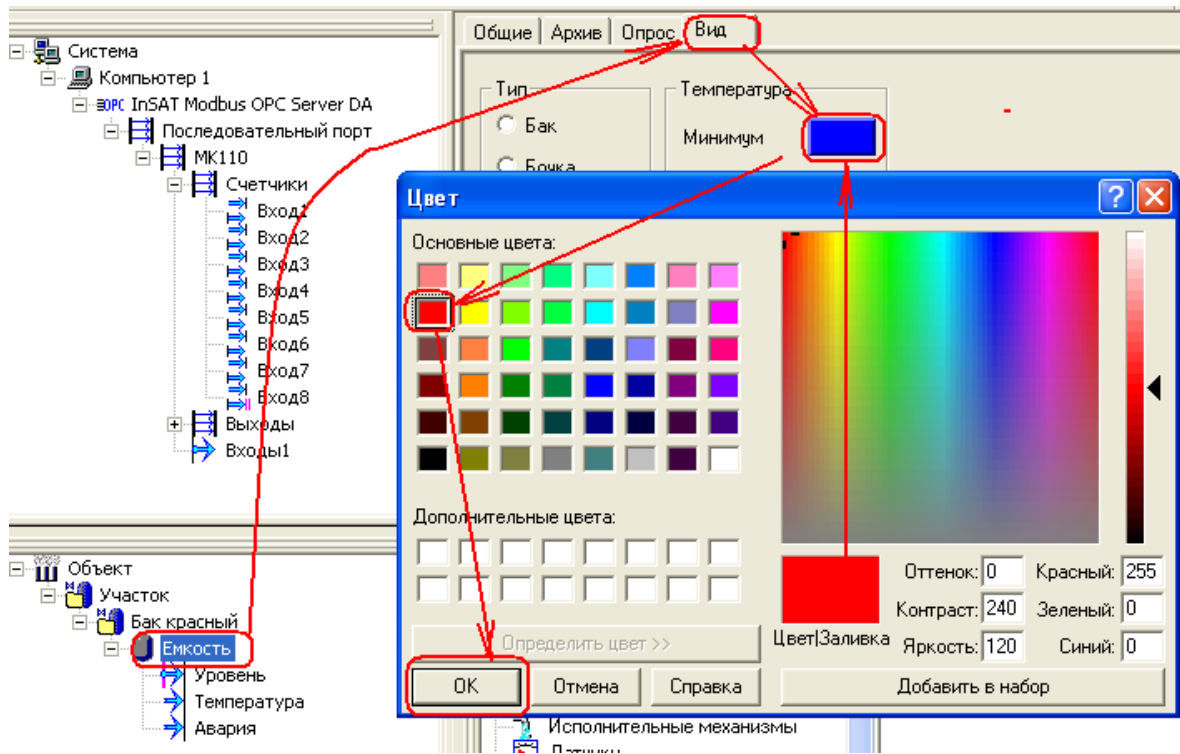 Система
Компьютер 1
OPC InSAT Modbus OPC Server DA
Последовательный порт
МК110
Счетчики
Вход1
Вход2
Вход3
Вход4
Вход5
Вход6
Вход7
Вход8
Выходы
Входы1
Объект
Участок
Бак красный
Емкость
Уровень
Температура
Авария
Общие Архив Опрос Вид
Тип
Бак
Бочка
Температура
Минимум
Цвет
Основные цвета:
Дополнительные цвета:
Определить цвет >>
OK Отмена Справка
Цвет|Заливка
Оттенок: 0 Красный: 255
Контраст: 240 Зеленый: 0
Яркость: 120 Синий: 0
Добавить в набор
Исполнительные механизмы
Датчики